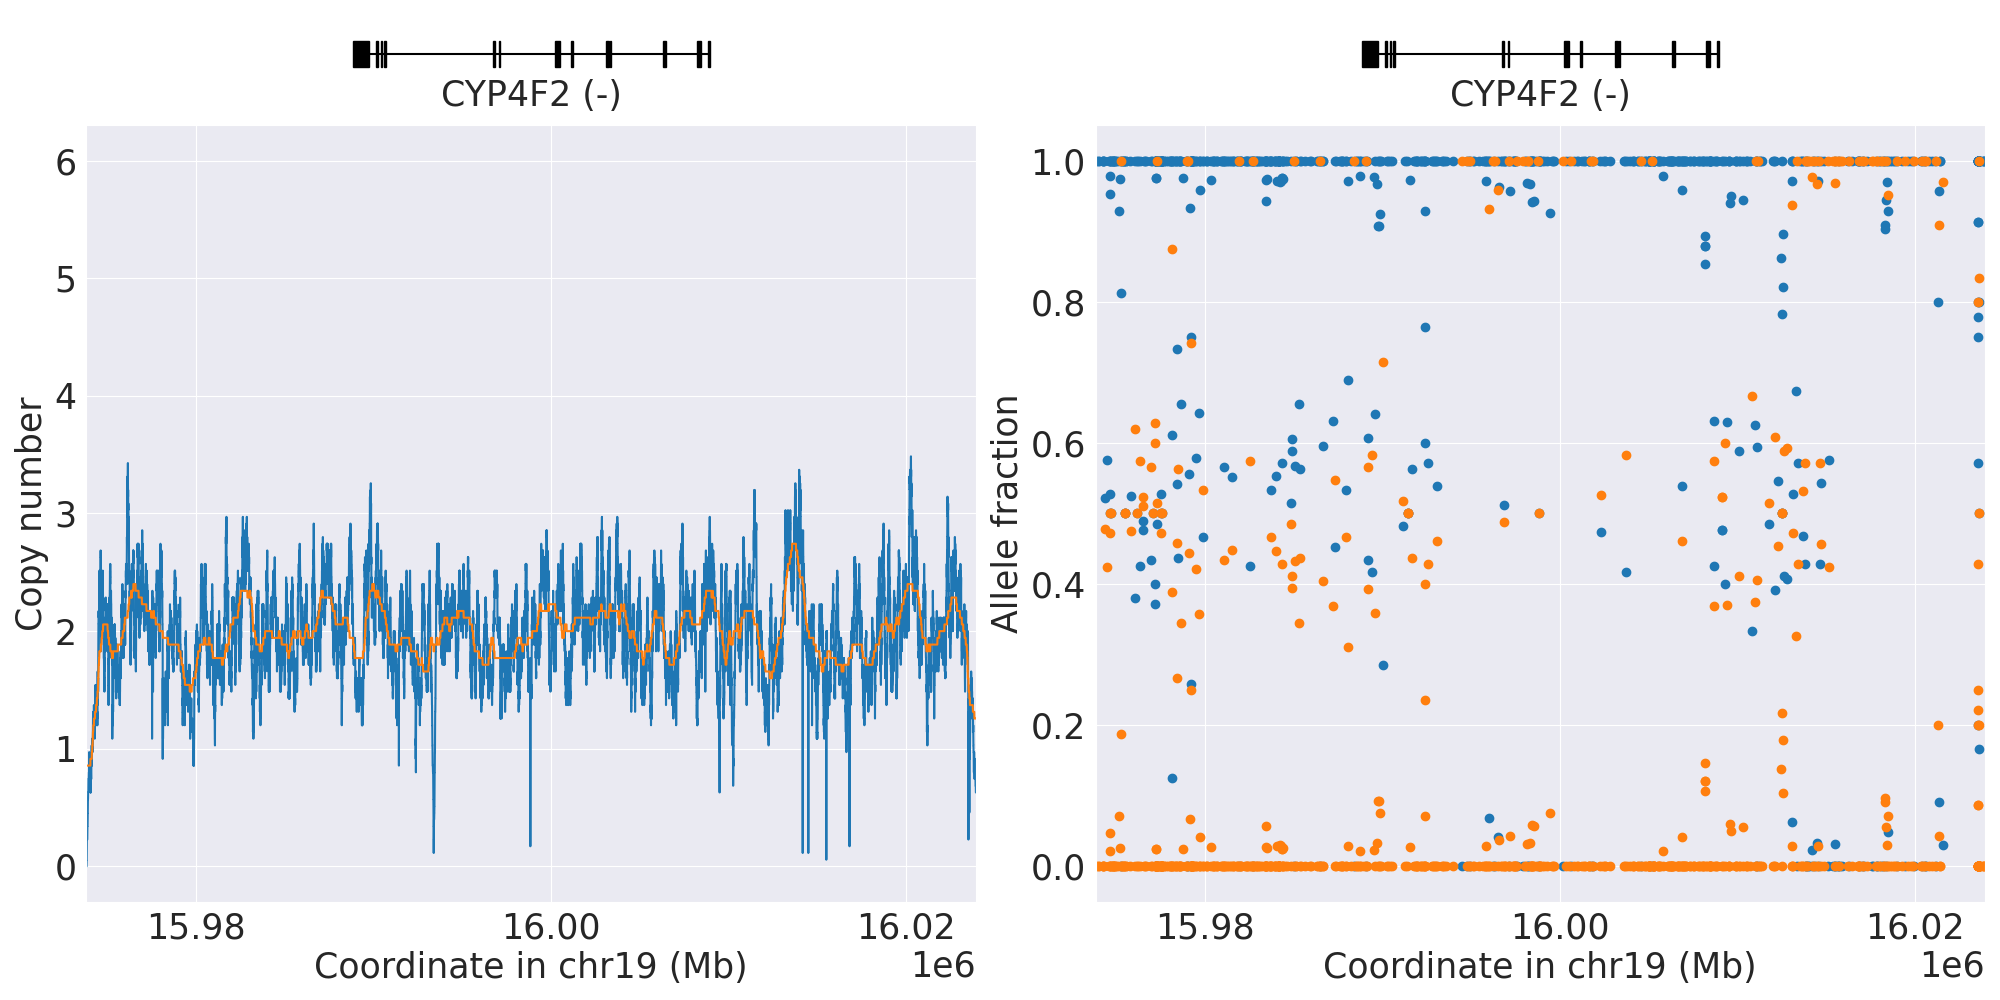 CYP4F2 (-)
6
5
4
3
2
1
0
Copy number
15.98
16.00
16.02
Coordinate in chr19 (Mb)
1e6
CYP4F2 (-)
1.0
0.8
0.6
0.4
0.2
0.0
Allele fraction
15.98
16.00
16.02
Coordinate in chr19 (Mb)
1e6